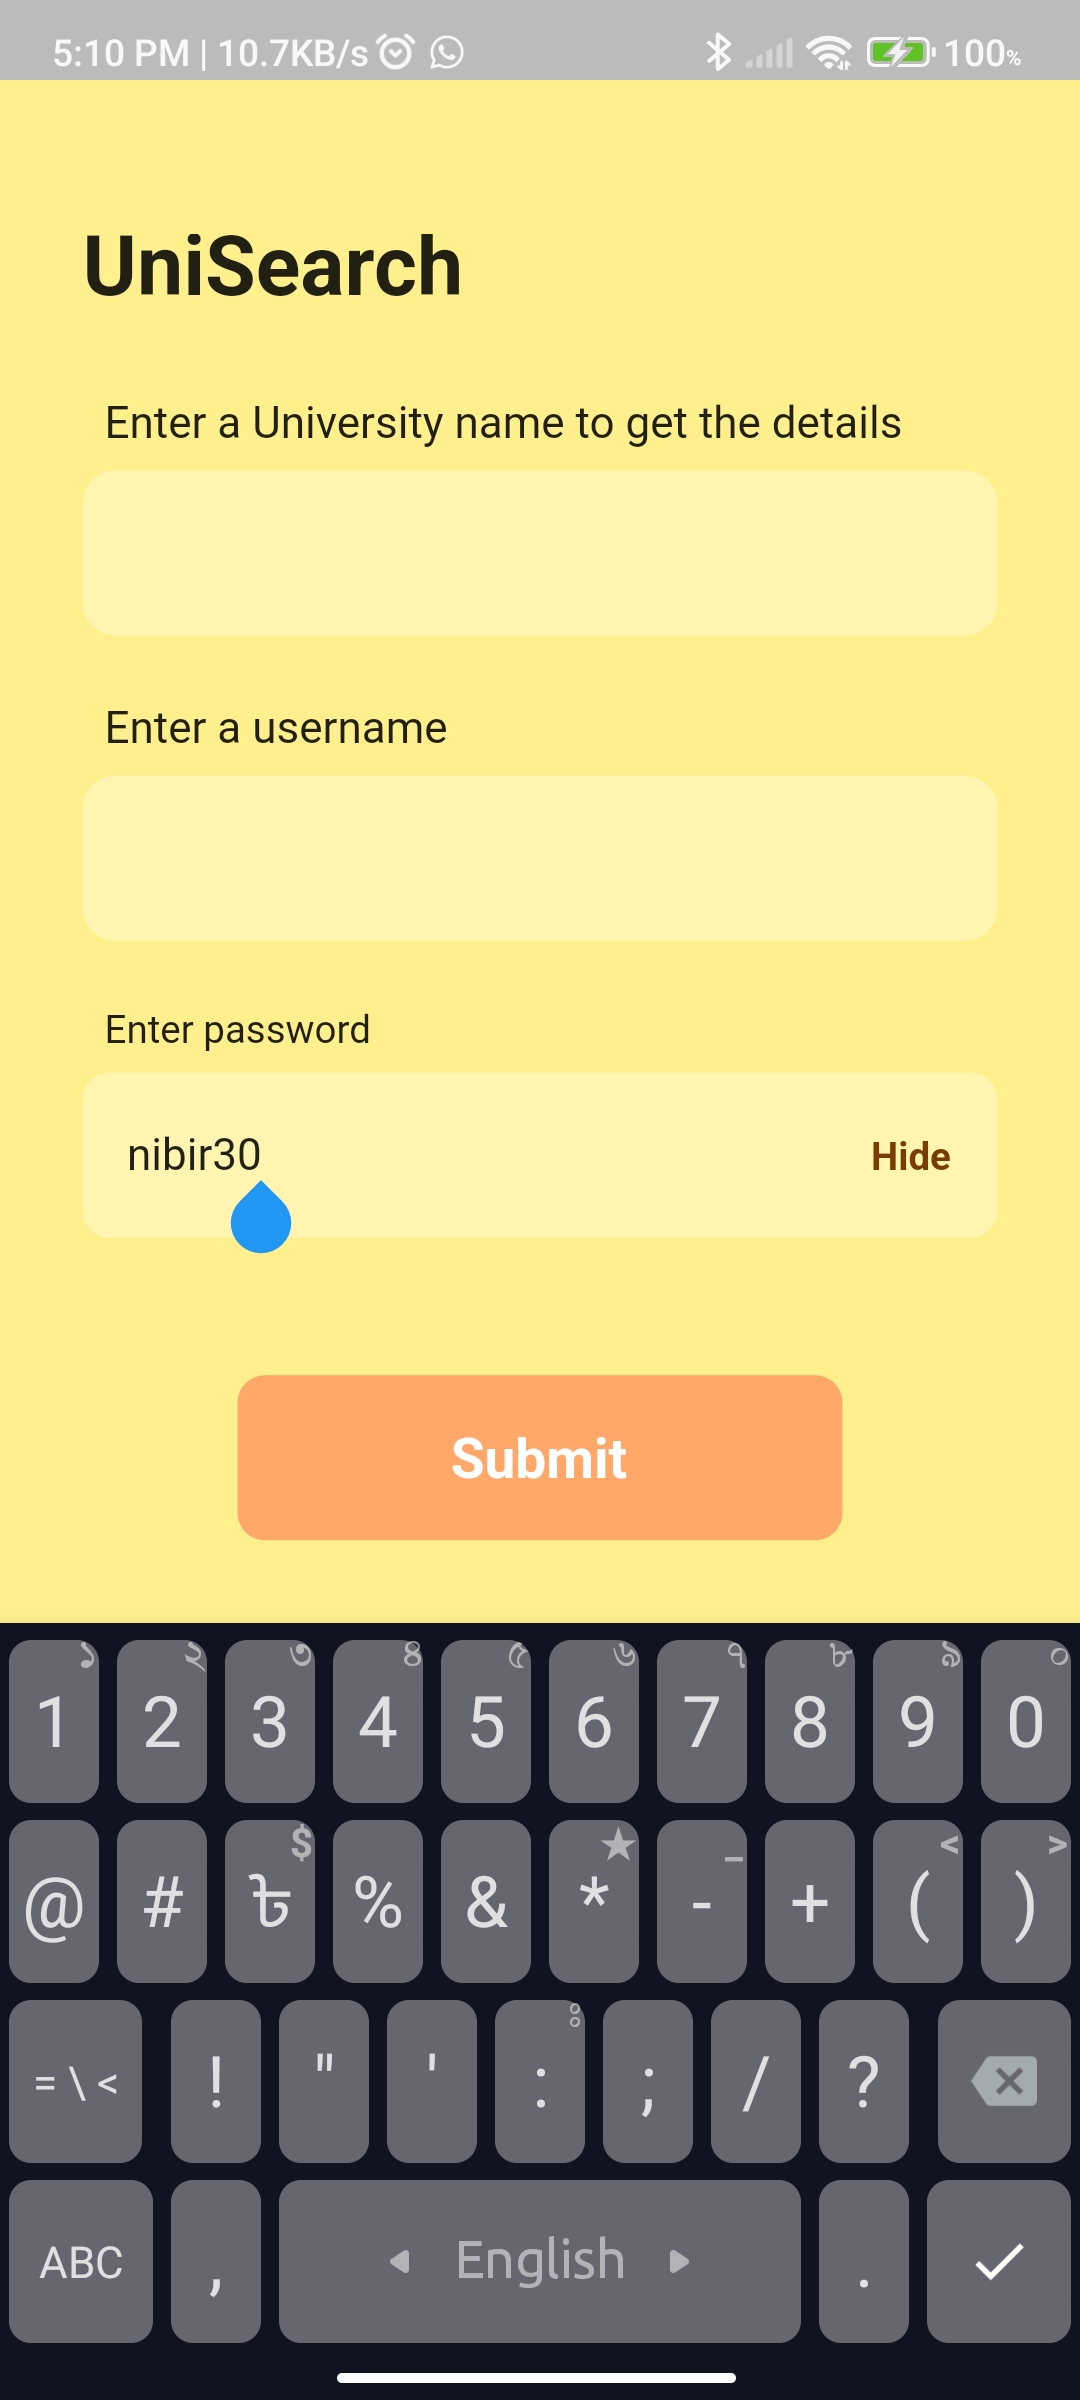 5:10 PM | 10.7KB/s 100%
UniSearch
Enter a University name to get the details
Enter a username
Enter password
nibir30 Hide
Submit
১ ২ ৩ ৪ ৫ ৬ ৭ ৮ ৯ ০
1 2 3 4 5 6 7 8 9 0
$ ★ _ < >
@ # ৳ % & * - + ( )
ঃ
= \ < ! " ' : ; / ?
ABC , English .